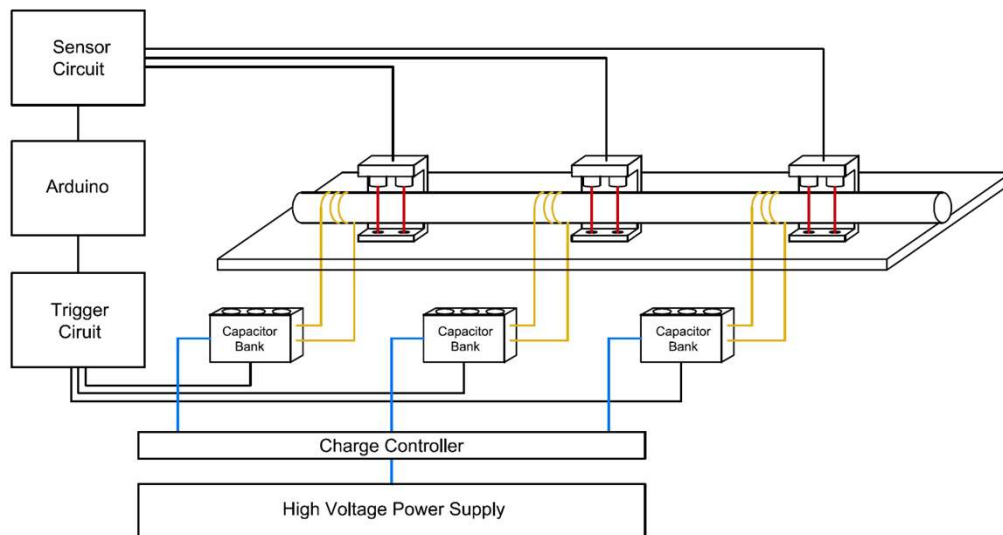 Sensor
Circuit
Arduino
Trigger
Ciruit
Capacitor
Bank
Capacitor
Bank
Capacitor
Bank
Charge Controller
High Voltage Power Supply